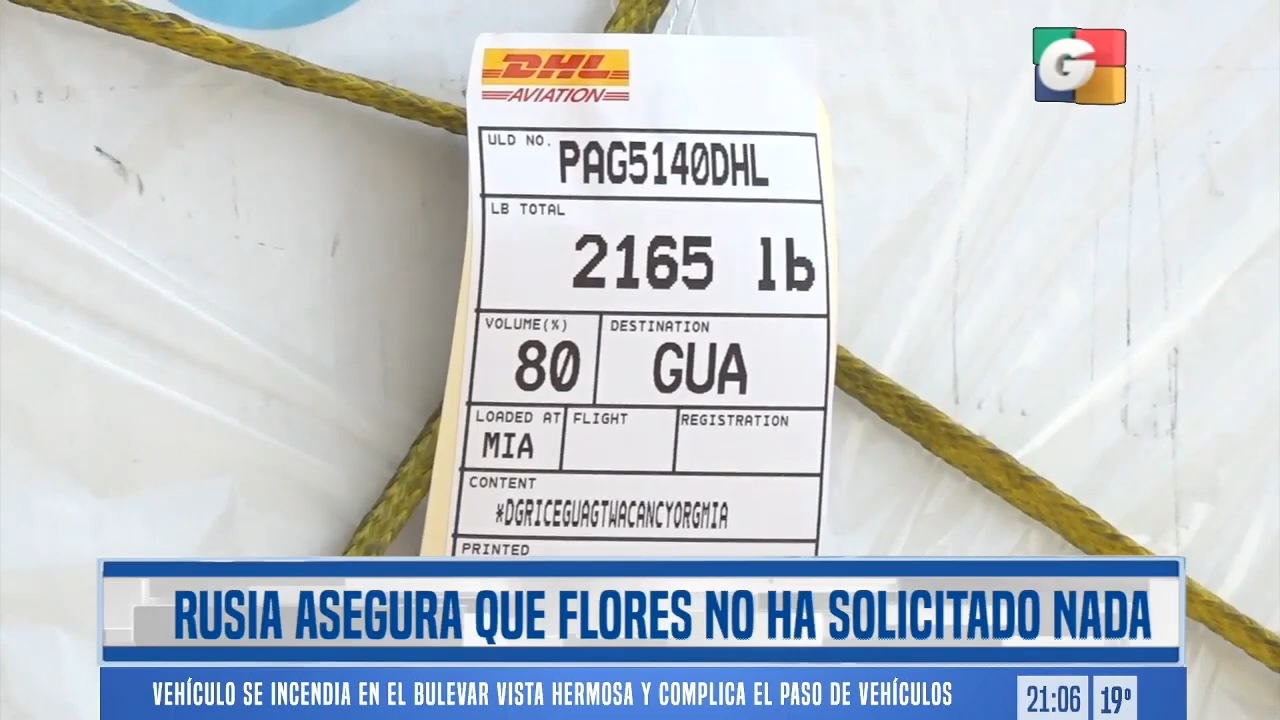 DHL
AVIATION
G
ULD NO. PAG5140DHL
LB TOTAL
2165 lb
VOLUME(%) DESTINATION
80 GUA
LOADED AT FLIGHT REGISTRATION
MIA
CONTENT
*DGRICEGUAGTWACANCYORGMIA
PRINTED
RUSIA ASEGURA QUE FLORES NO HA SOLICITADO NADA
VEHÍCULO SE INCENDIA EN EL BULEVAR VISTA HERMOSA Y COMPLICA EL PASO DE VEHÍCULOS
21:06 19º